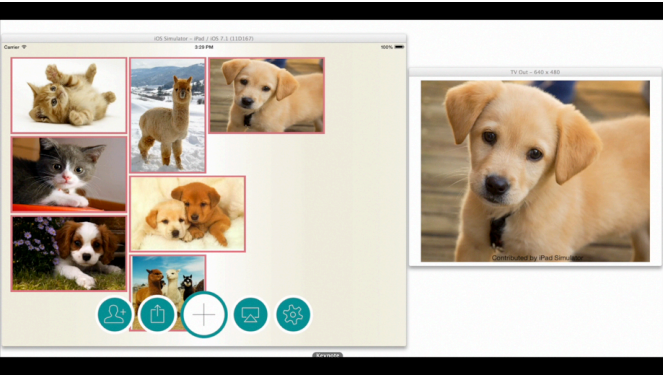 iOS Simulator - iPad / iOS 7.1 (11D167)
Carrier
3:29 PM
100%
TV Out - 640 x 480
Contributed by iPad Simulator
Keynote